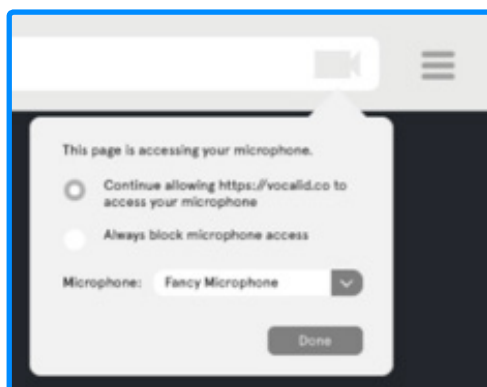 This page is accessing your microphone.
Continue allowing https://vocalid.co to
access your microphone
Always block microphone access
Microphone: Fancy Microphone
Done